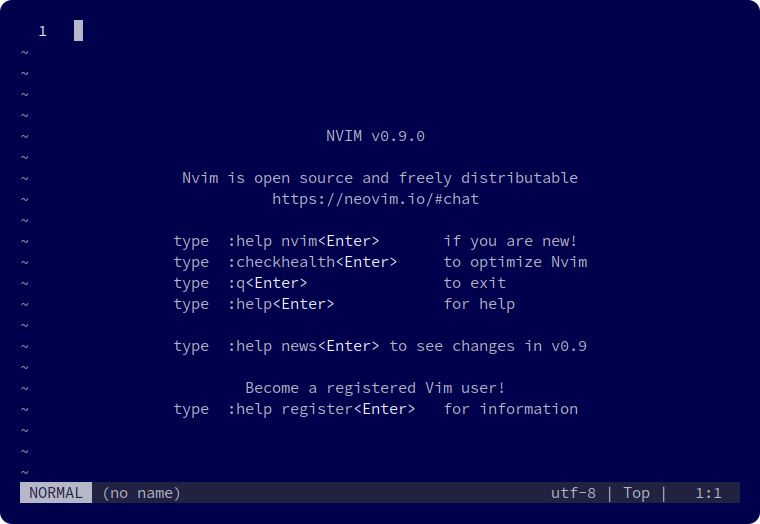 1
~
~
~
~
~ NVIM v0.9.0
~
~ Nvim is open source and freely distributable
~ https://neovim.io/#chat
~
~ type :help nvim<Enter> if you are new!
~ type :checkhealth<Enter> to optimize Nvim
~ type :q<Enter> to exit
~ type :help<Enter> for help
~
~ type :help news<Enter> to see changes in v0.9
~
~ Become a registered Vim user!
~ type :help register<Enter> for information
~
~
~
NORMAL (no name) utf-8 | Top | 1:1